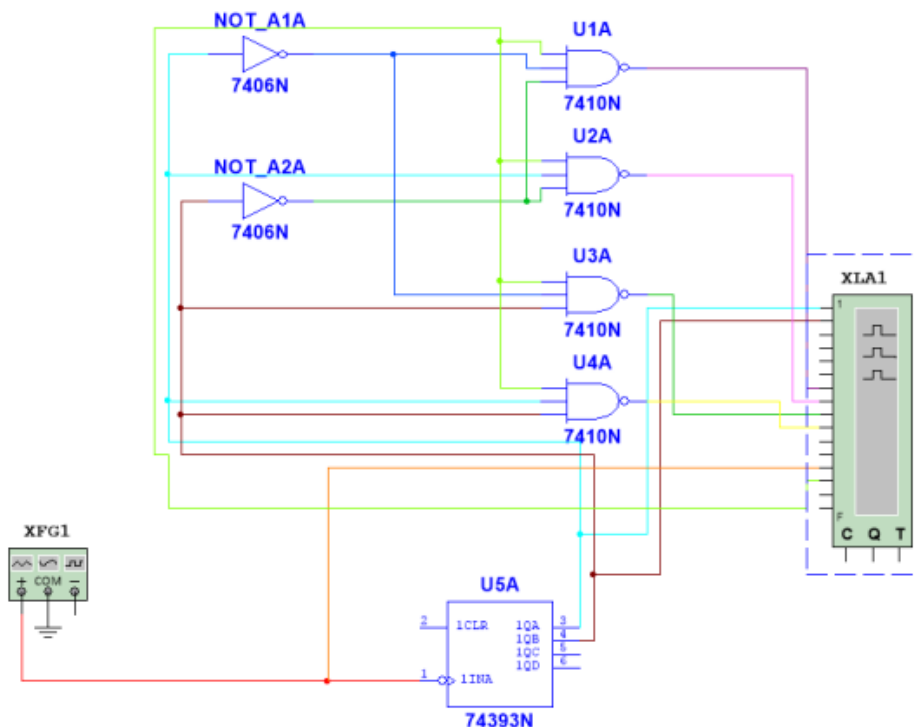 NOT_A1A
7406N
U1A
7410N
NOT_A2A
7406N
U2A
7410N
U3A
7410N
U4A
7410N
XLA1
1
F
C Q T
XFG1
+ COM −
U5A
2 1CLR 1QA 3
1QB 4
1QC 5
1QD 6
1 1INA
74393N